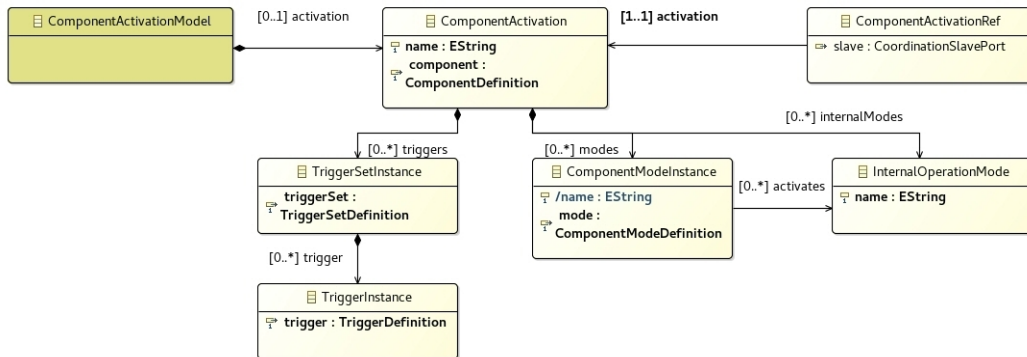 ComponentActivationModel
[0..1] activation
ComponentActivation
name : EString
component :
ComponentDefinition
[1..1] activation
ComponentActivationRef
slave : CoordinationSlavePort
[0..*] triggers
[0..*] modes
[0..*] internalModes
TriggerSetInstance
triggerSet :
TriggerSetDefinition
ComponentModeInstance
/name : EString
mode :
ComponentModeDefinition
[0..*] activates
InternalOperationMode
name : EString
[0..*] trigger
TriggerInstance
trigger : TriggerDefinition